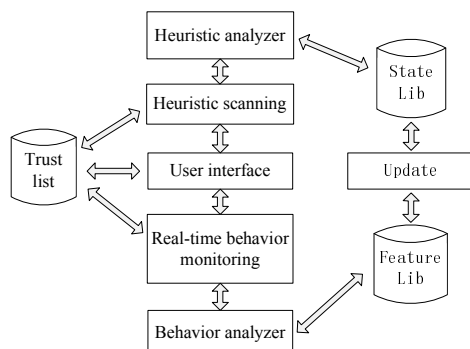 Heuristic analyzer
State
Lib
Heuristic scanning
Trust
list
User interface
Update
Real-time behavior
monitoring
Feature
Lib
Behavior analyzer